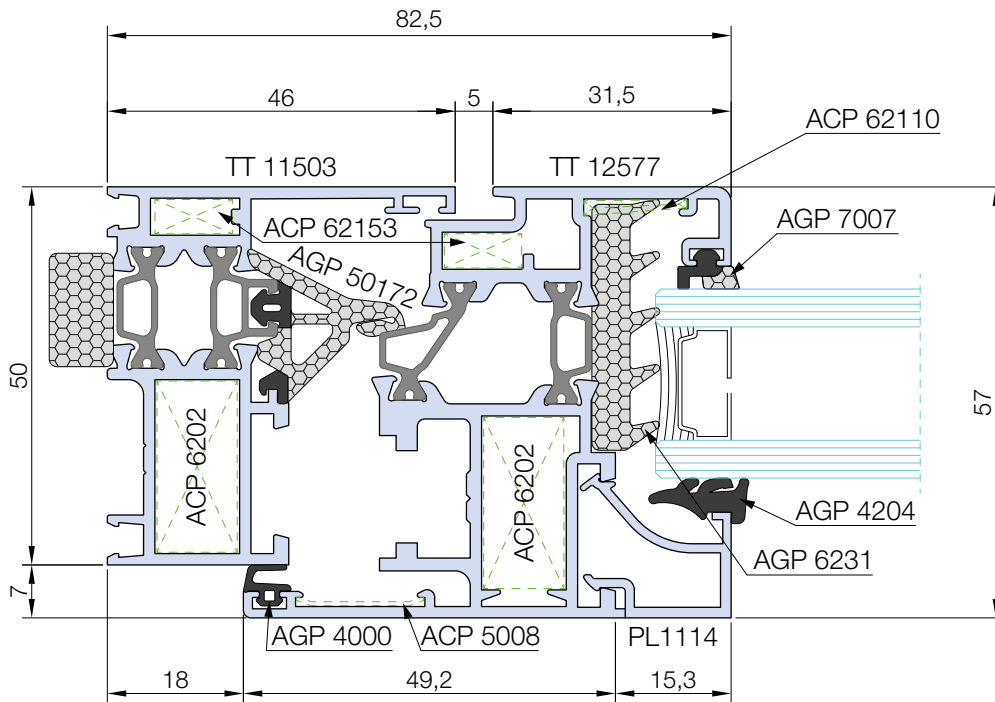 82,5
46
5
31,5
ACP 62110
TT 11503
TT 12577
ACP 62153
AGP 7007
AGP 50172
50
57
ACP 6202
ACP 6202
AGP 4204
AGP 6231
7
AGP 4000
ACP 5008
PL1114
18
49,2
15,3